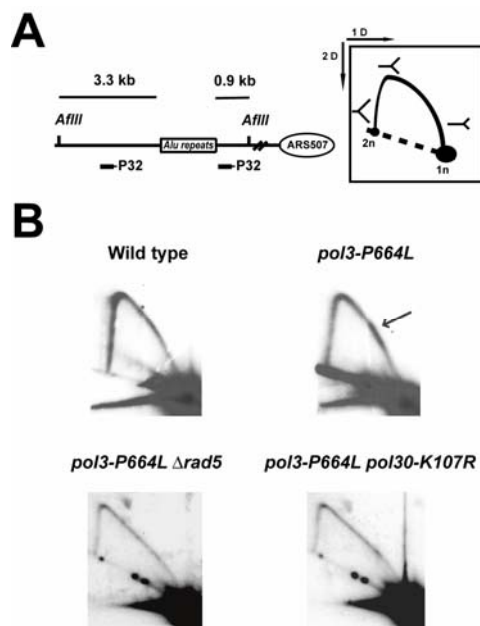 A
3.3 kb
0.9 kb
AflII
AflII
Alu repeats
ARS507
P32
P32
1 D
2 D
2n
1n
B
Wild type
pol3-P664L
pol3-P664L Δrad5
pol3-P664L pol30-K107R